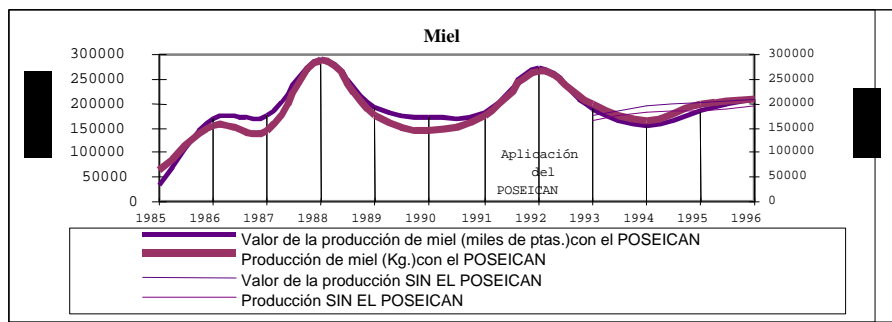 Miel
300000
250000
200000
150000
100000
50000
0
300000
250000
200000
150000
100000
50000
0
Aplicación
del
POSEICAN
1985 1986 1987 1988 1989 1990 1991 1992 1993 1994 1995 1996
Valor de la producción de miel (miles de ptas.)con el POSEICAN
Producción de miel (Kg.)con el POSEICAN
Valor de la producción SIN EL POSEICAN
Producción SIN EL POSEICAN